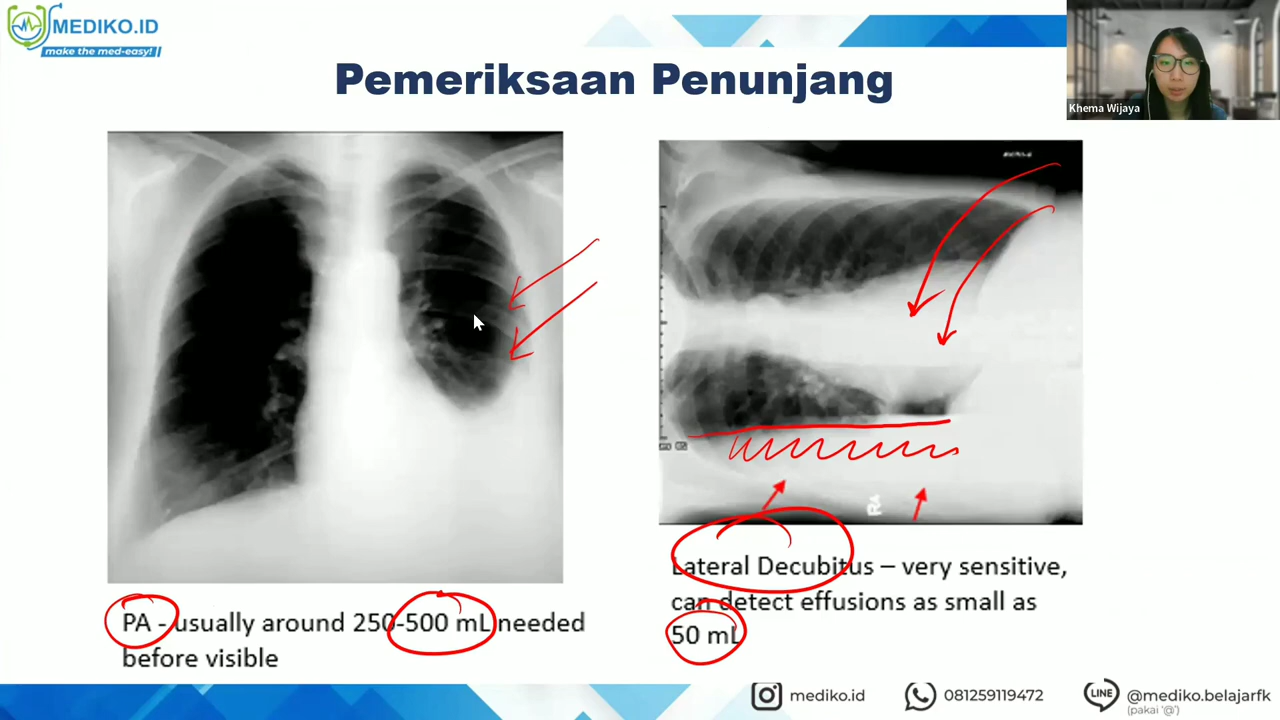 MEDIKO.ID
make the med-easy!
Pemeriksaan Penunjang
Khema Wijaya
PA - usually around 250-500 mL needed
before visible
Lateral Decubitus – very sensitive,
can detect effusions as small as
50 mL
mediko.id
081259119472
LINE
@mediko.belajarfk
(pakai '@')